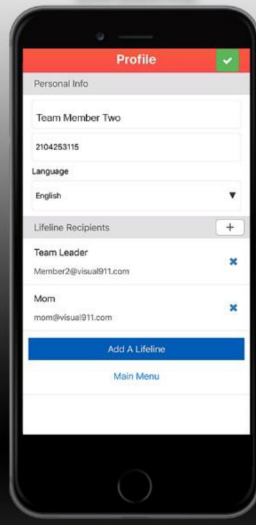 Profile
Personal Info
Team Member Two
2104253115
Language
English
Lifeline Recipients
Team Leader
Member2@visual911.com
Mom
mom@visual911.com
Add A Lifeline
Main Menu